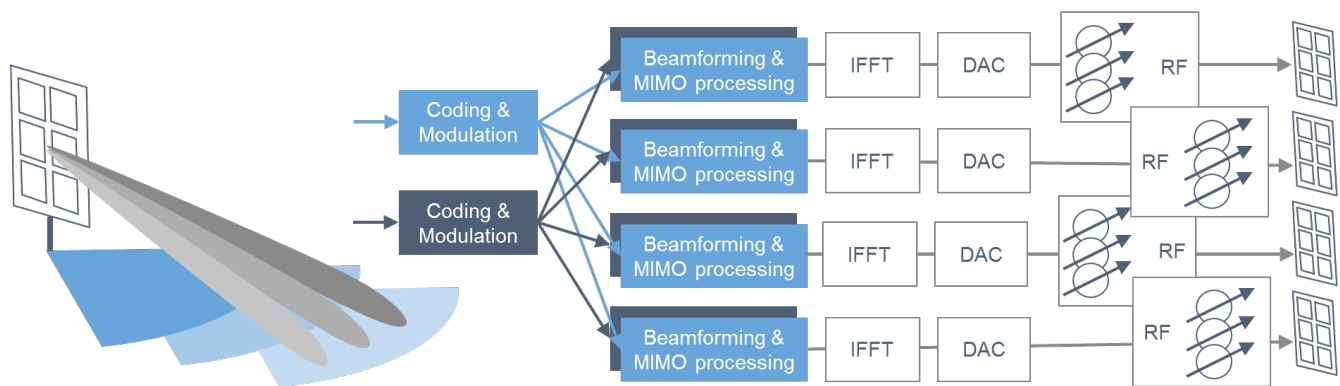 Beamforming &
MIMO processing
IFFT
DAC
RF
Coding &
Modulation
Beamforming &
MIMO processing
IFFT
DAC
RF
Coding &
Modulation
Beamforming &
MIMO processing
IFFT
DAC
RF
Beamforming &
MIMO processing
IFFT
DAC
RF